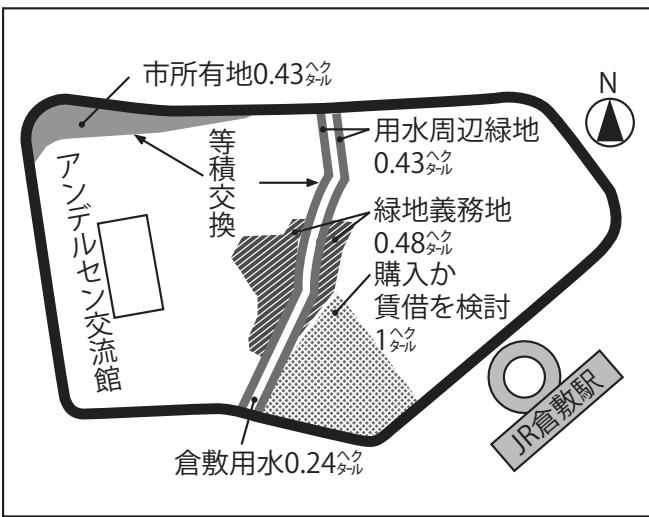 市所有地0.43ヘクタール
N
用水周辺緑地
0.43ヘクタール
等積交換
緑地義務地
0.48ヘクタール
購入か
賃借を検討
1ヘクタール
アンデルセン交流館
JR倉敷駅
倉敷用水0.24ヘクタール